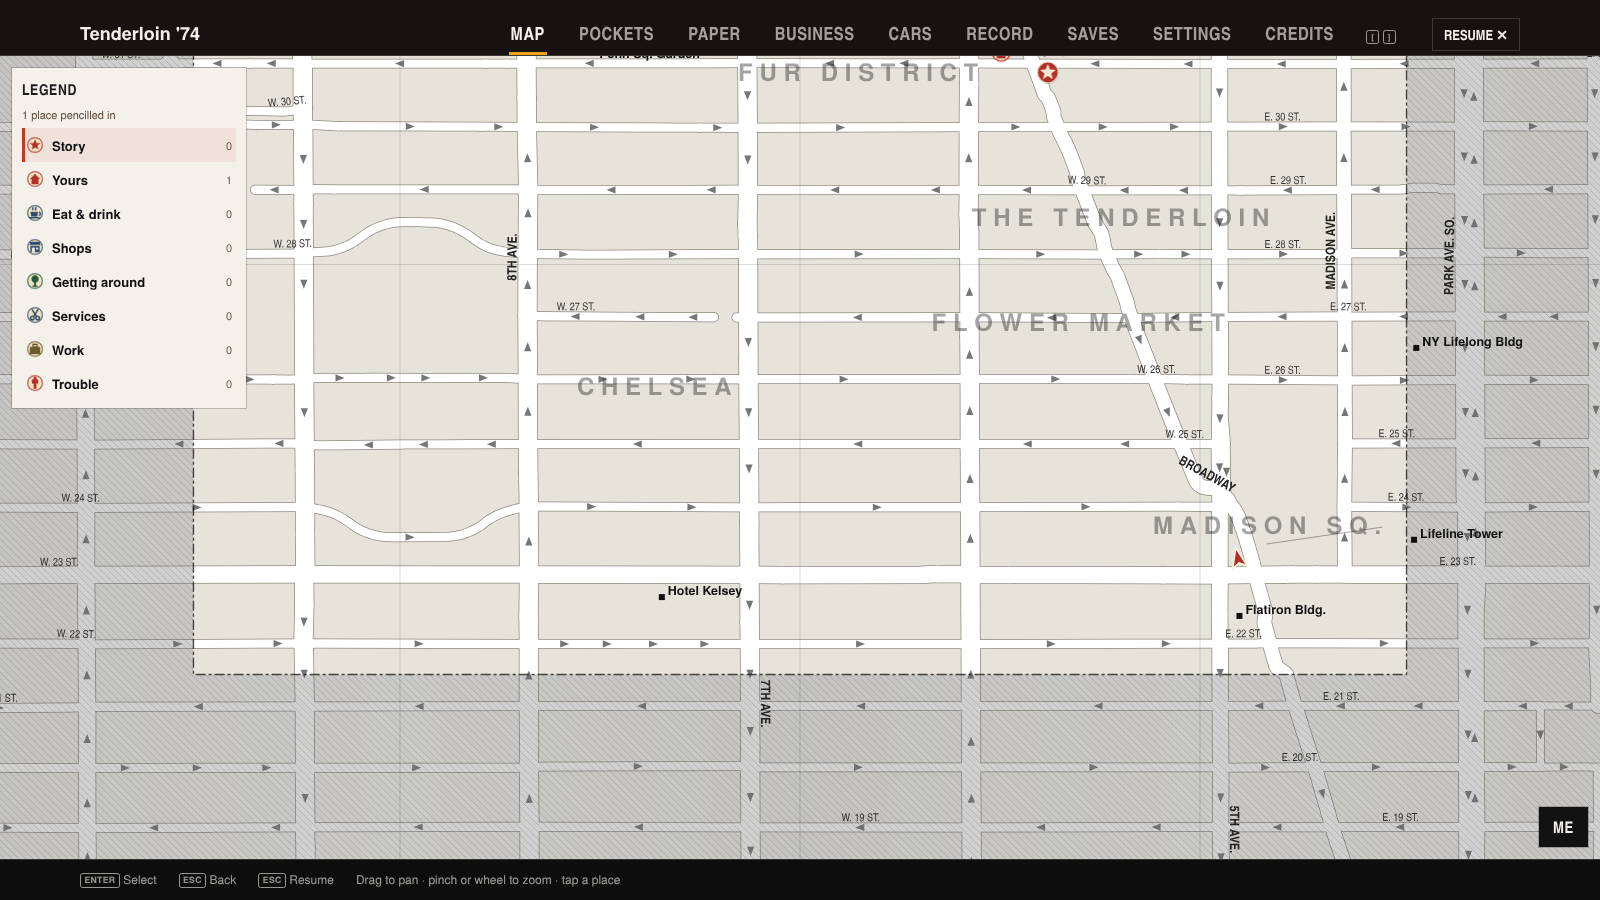 Tenderloin '74
MAP
POCKETS
PAPER
BUSINESS
CARS
RECORD
SAVES
SETTINGS
CREDITS
[ ]
RESUME ✕
LEGEND
1 place pencilled in
Story 0
Yours 1
Eat & drink 0
Shops 0
Getting around 0
Services 0
Work 0
Trouble 0
FUR DISTRICT
W. 30 ST.
E. 30 ST.
W. 29 ST.
E. 29 ST.
THE TENDERLOIN
W. 28 ST.
8TH AVE.
E. 28 ST.
MADISON AVE.
PARK AVE. SO.
W. 27 ST.
E. 27 ST.
FLOWER MARKET
NY Lifelong Bldg
W. 26 ST.
E. 26 ST.
CHELSEA
W. 25 ST.
E. 25 ST.
BROADWAY
W. 24 ST.
E. 24 ST.
MADISON SQ.
Lifeline Tower
W. 23 ST.
E. 23 ST.
Hotel Kelsey
Flatiron Bldg.
W. 22 ST.
E. 22 ST.
7TH AVE.
E. 21 ST.
E. 20 ST.
W. 19 ST.
5TH AVE.
E. 19 ST.
ME
ENTER Select
ESC Back
ESC Resume
Drag to pan · pinch or wheel to zoom · tap a place